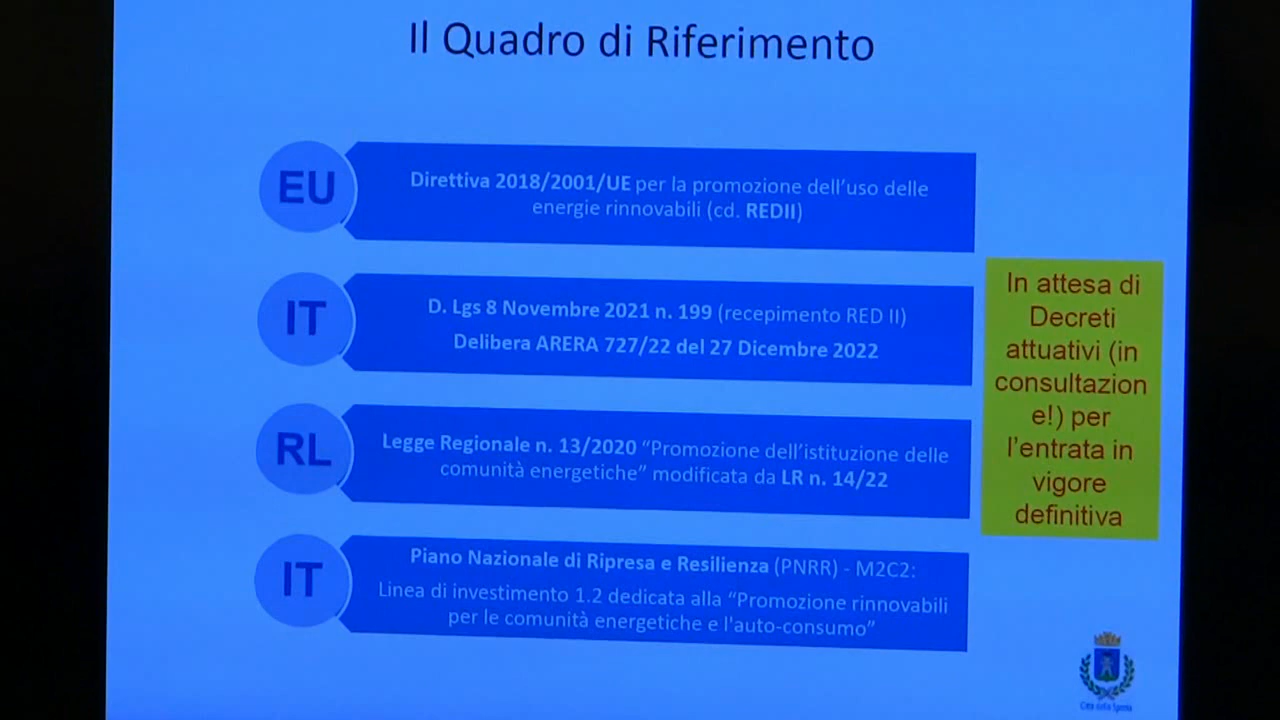 Il Quadro di Riferimento
EU
Direttiva 2018/2001/UE per la promozione dell'uso delle
energie rinnovabili (cd. REDII)
IT
D. Lgs 8 Novembre 2021 n. 199 (recepimento RED II)
Delibera ARERA 727/22 del 27 Dicembre 2022
RL
Legge Regionale n. 13/2020 “Promozione dell'istituzione delle
comunità energetiche” modificata da LR n. 14/22
IT
Piano Nazionale di Ripresa e Resilienza (PNRR) - M2C2:
Linea di investimento 1.2 dedicata alla “Promozione rinnovabili
per le comunità energetiche e l'auto-consumo”
In attesa di
Decreti
attuativi (in
consultazion
e!) per
l'entrata in
vigore
definitiva
Città della Spezia